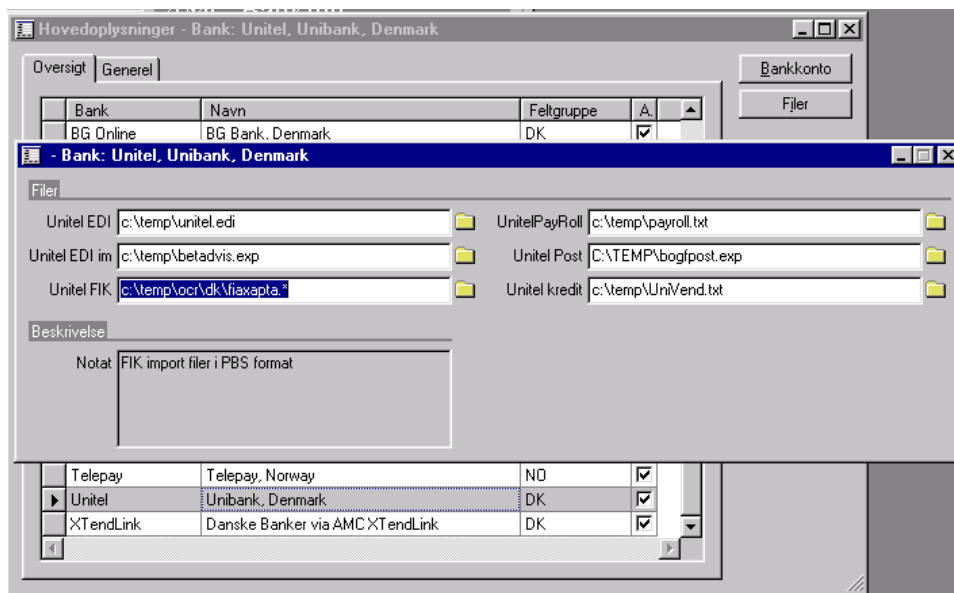 Hovedoplysninger - Bank: Unitel, Unibank, Denmark
Oversigt Generel
Bankkonto
Filer
Bank Navn Feltgruppe A.
BG Online BG Bank, Denmark DK
- Bank: Unitel, Unibank, Denmark
Filer
Unitel EDI c:\temp\unitel.edi
UnitelPayRoll c:\temp\payroll.txt
Unitel EDI im c:\temp\betadvis.exp
Unitel Post C:\TEMP\bogfpost.exp
Unitel FIK c:\temp\ocr\dk\fiaxapta.*
Unitel kredit c:\temp\UniVend.txt
Beskrivelse
Notat FIK import filer i PBS format
Telepay Telepay, Norway NO
Unitel Unibank, Denmark DK
XTendLink Danske Banker via AMC XTendLink DK